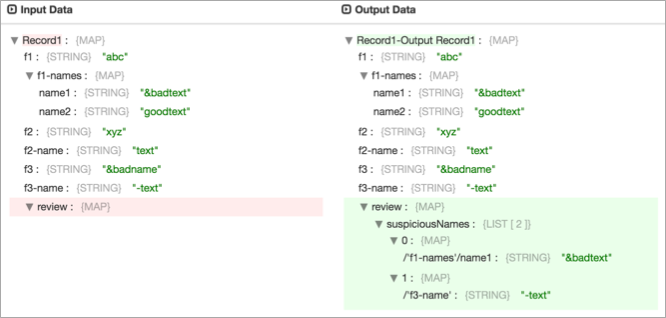 Input Data
Record1 : {MAP}
f1 : {STRING} "abc"
f1-names : {MAP}
name1 : {STRING} "&badtext"
name2 : {STRING} "goodtext"
f2 : {STRING} "xyz"
f2-name : {STRING} "text"
f3 : {STRING} "&badname"
f3-name : {STRING} "-text"
review : {MAP}
Output Data
Record1-Output Record1 : {MAP}
f1 : {STRING} "abc"
f1-names : {MAP}
name1 : {STRING} "&badtext"
name2 : {STRING} "goodtext"
f2 : {STRING} "xyz"
f2-name : {STRING} "text"
f3 : {STRING} "&badname"
f3-name : {STRING} "-text"
review : {MAP}
suspiciousNames : {LIST [ 2 ]}
0 : {MAP}
/'f1-names'/name1 : {STRING} "&badtext"
1 : {MAP}
/'f3-name' : {STRING} "-text"